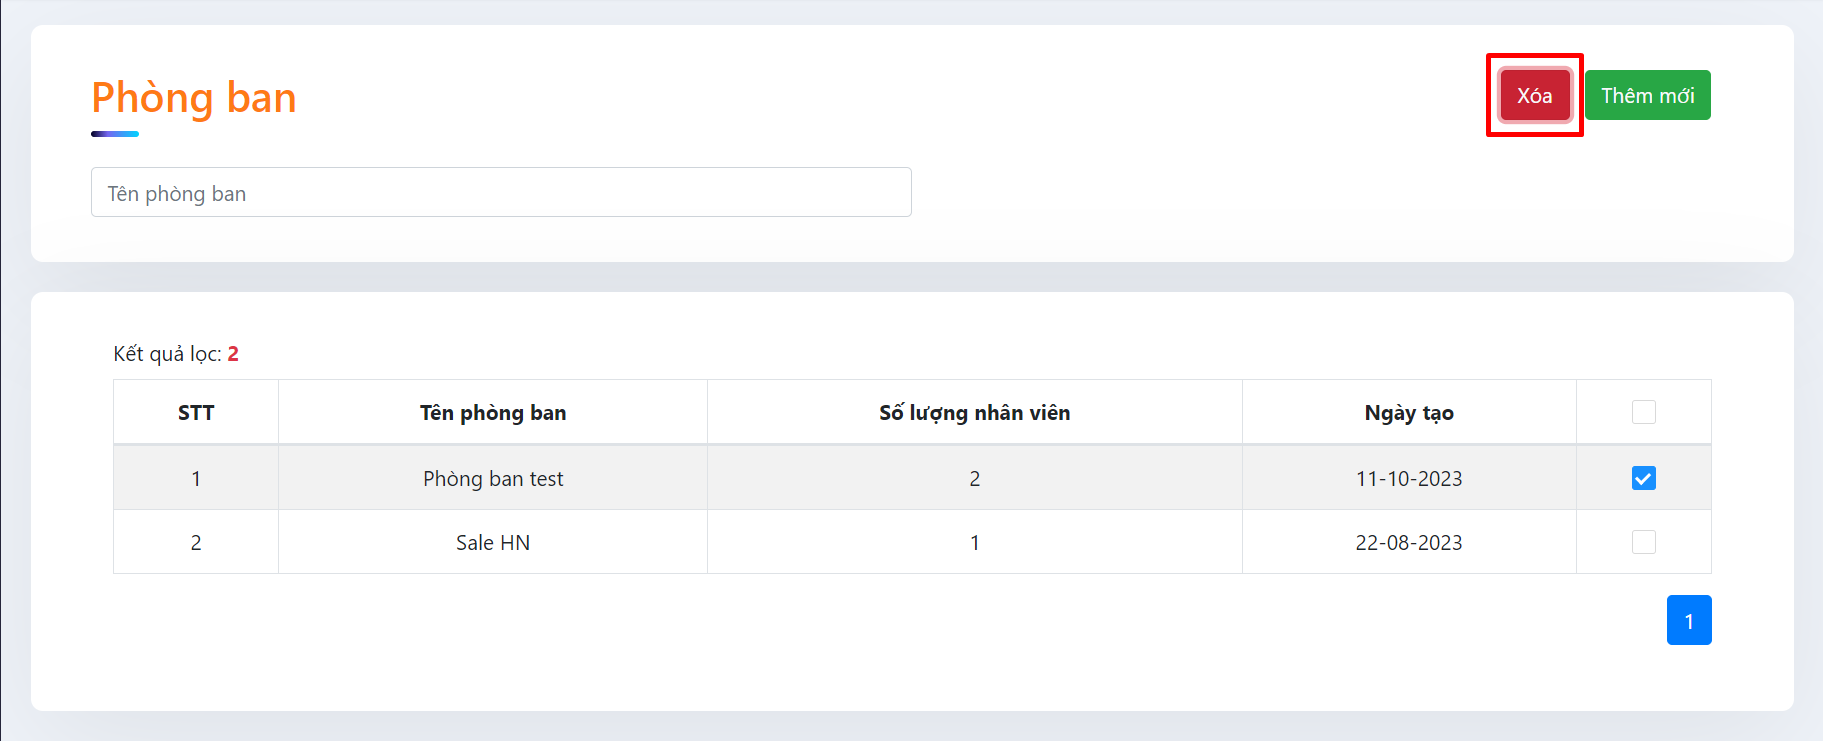 Phòng ban
Xóa
Thêm mới
Tên phòng ban
Kết quả lọc: 2
STT Tên phòng ban Số lượng nhân viên Ngày tạo
1 Phòng ban test 2 11-10-2023
2 Sale HN 1 22-08-2023
1